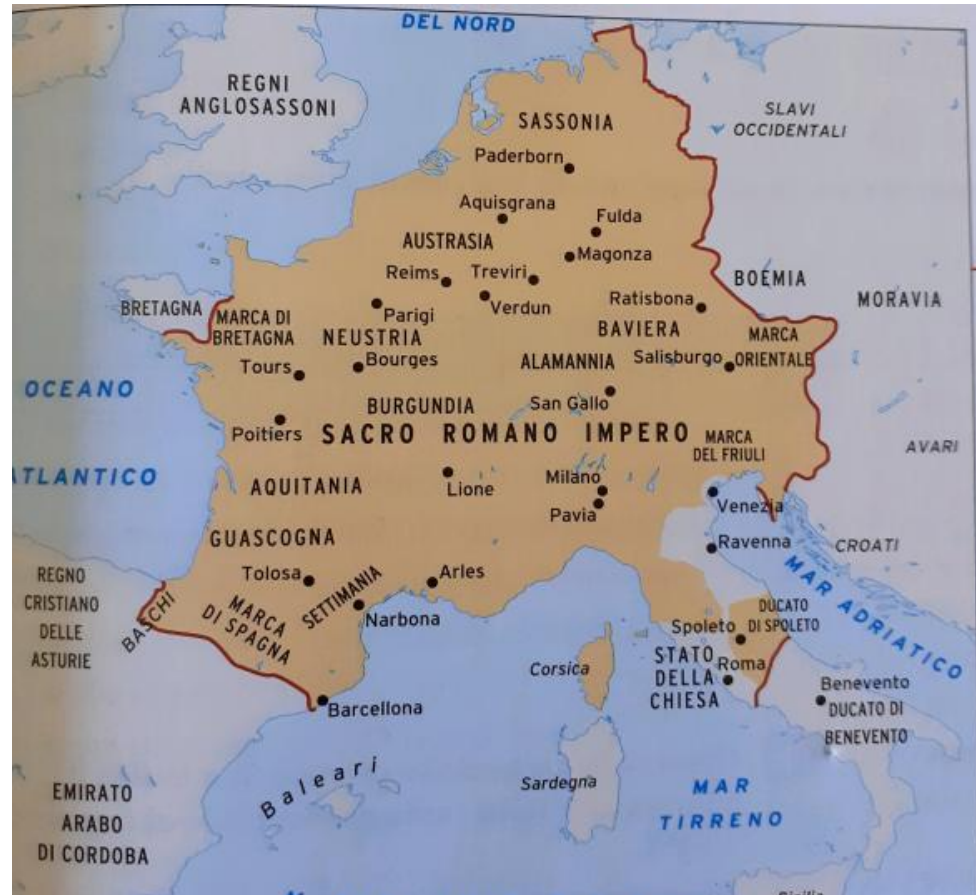 DEL NORD
REGNI
ANGLOSASSONI
SLAVI
OCCIDENTALI
SASSONIA
Paderborn
Aquisgrana
Fulda
AUSTRASIA
Magonza
Reims
Treviri
BOEMIA
Verdun
Ratisbona
MORAVIA
BRETAGNA
MARCA DI
BRETAGNA
Parigi
NEUSTRIA
BAVIERA
MARCA
ORIENTALE
Bourges
ALAMANNIA
Salisburgo
Tours
OCEANO
ATLANTICO
BURGUNDIA
San Gallo
Poitiers
SACRO ROMANO IMPERO
MARCA
DEL FRIULI
AVARI
AQUITANIA
Lione
Milano
Pavia
Venezia
GUASCOGNA
Ravenna
CROATI
REGNO
CRISTIANO
DELLE
ASTURIE
BASCHI
Tolosa
MARCA
DI SPAGNA
SETTIMANIA
Arles
Narbona
MAR ADRIATICO
DUCATO
DI SPOLETO
Spoleto
STATO
DELLA
CHIESA
Roma
Corsica
Barcellona
Benevento
DUCATO DI
BENEVENTO
Baleari
Sardegna
MAR
TIRRENO
EMIRATO
ARABO
DI CORDOBA